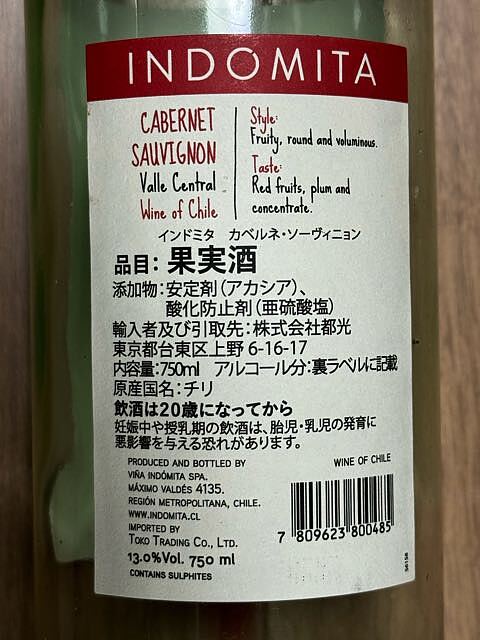 INDOMITA
CABERNET
SAUVIGNON
Valle Central
Wine of Chile
Style:
Fruity, round and voluminous.
Taste:
Red fruits, plum and
concentrate.
インドミタ カベルネ・ソーヴィニョン
品目：果実酒
添加物：安定剤（アカシア）、
酸化防止剤（亜硫酸塩）
輸入者及び引取先：株式会社都光
東京都台東区上野 6-16-17
内容量：750ml アルコール分：裏ラベルに記載
原産国名：チリ
飲酒は20歳になってから
妊娠中や授乳期の飲酒は、胎児・乳児の発育に
悪影響を与える恐れがあります。
PRODUCED AND BOTTLED BY
VIÑA INDÓMITA SPA.
MÁXIMO VALDÉS 4135.
REGIÓN METROPOLITANA, CHILE.
WWW.INDOMITA.CL
IMPORTED BY
TOKO TRADING CO., LTD.
13.0%Vol. 750 ml
CONTAINS SULPHITES
WINE OF CHILE
7 809623 800485